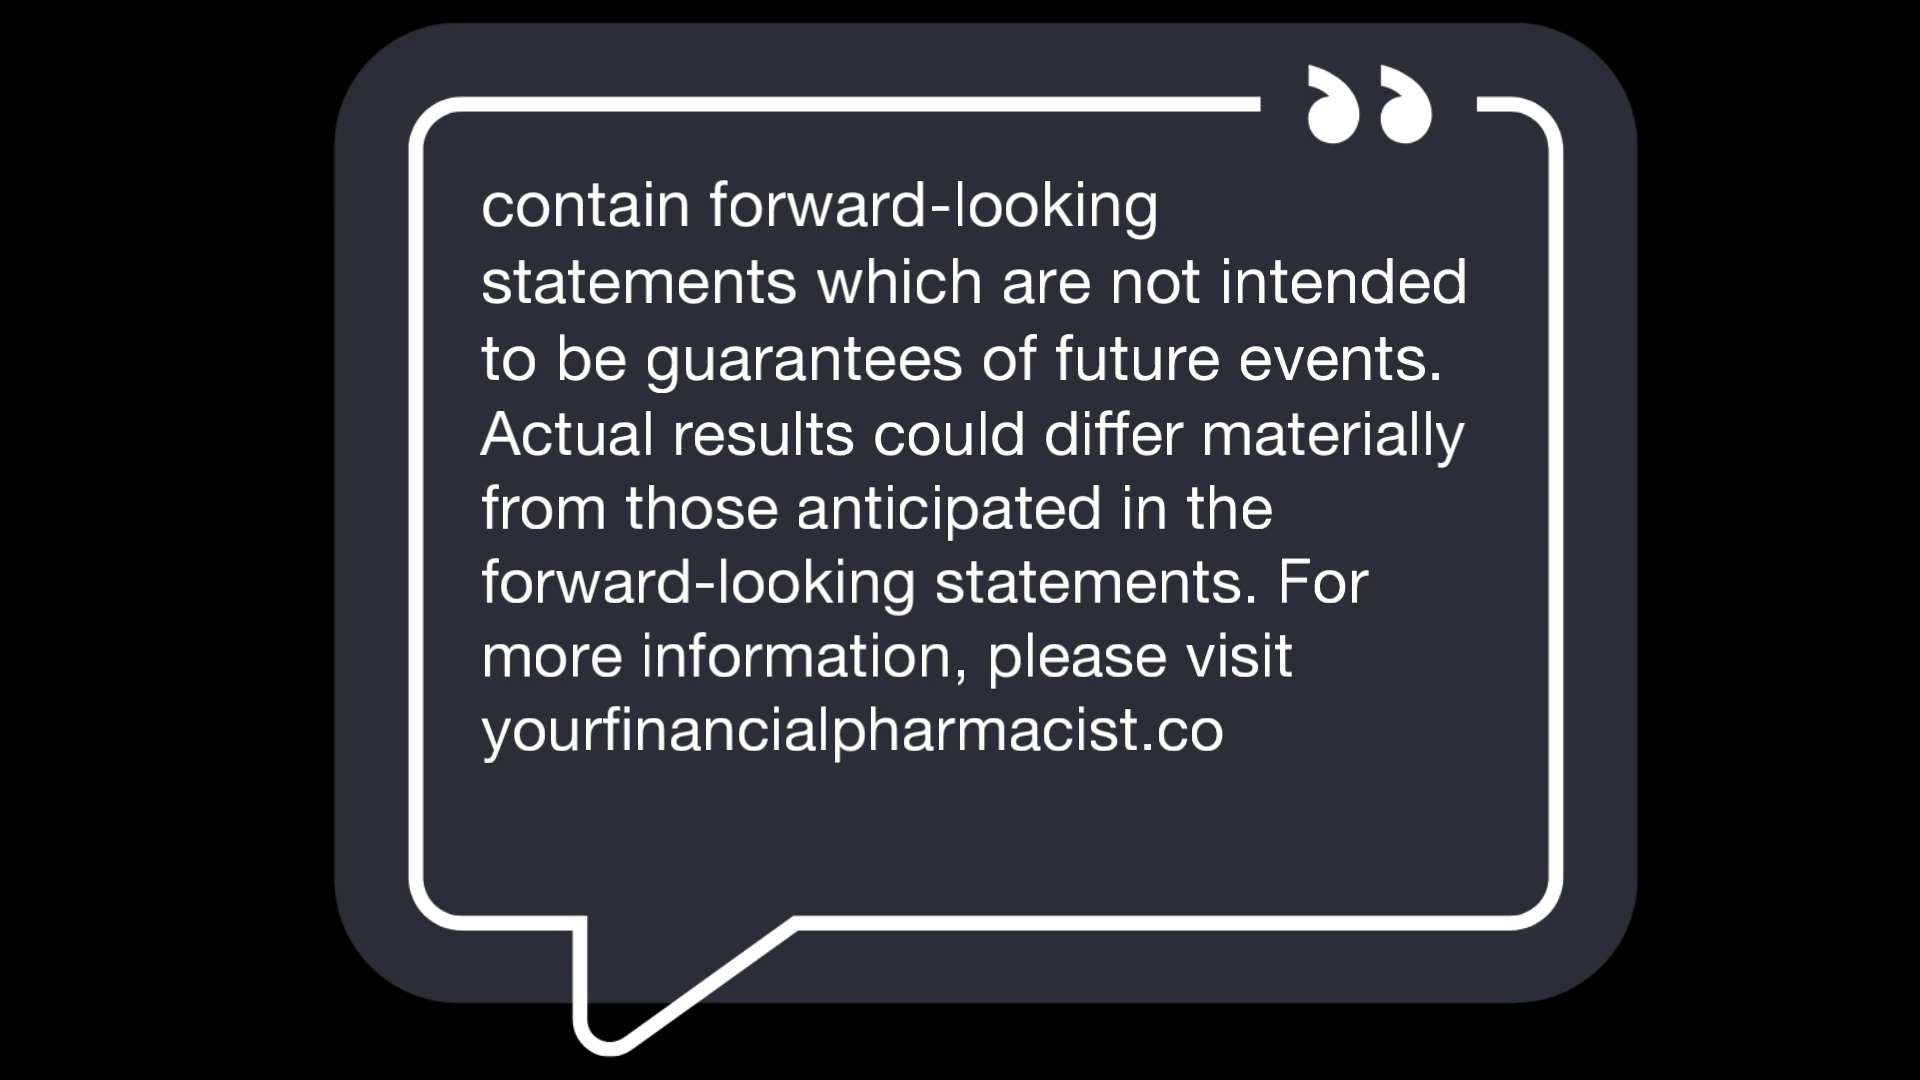 contain forward-looking
statements which are not intended
to be guarantees of future events.
Actual results could differ materially
from those anticipated in the
forward-looking statements. For
more information, please visit
yourfinancialpharmacist.co